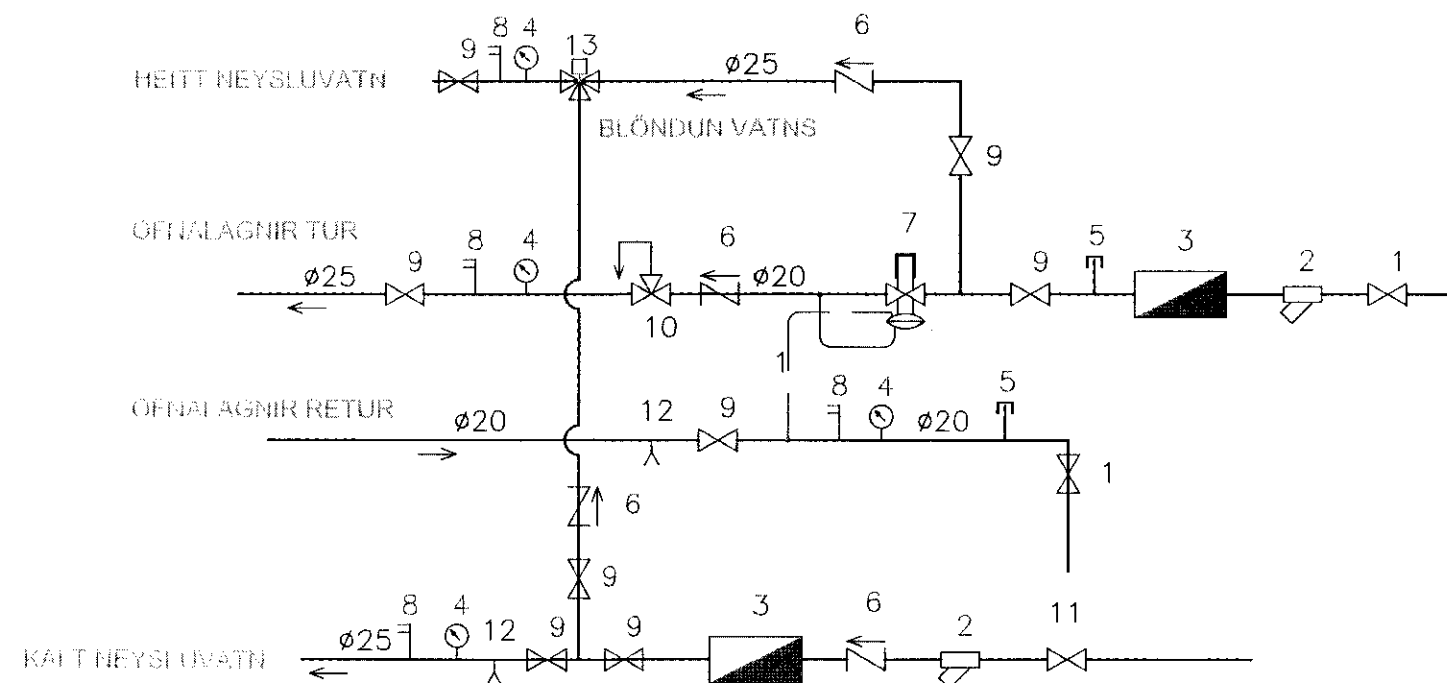 8 4 13 6
9
HEITT NEYSLUVATN
ø25
BLÖNDUN VATNS
9
7
OFNALAGNIR TUR
8 4 6 5 3 2 1
ø25 9 ø20 9
10
1
OFNALAGNIR RETUR
8 4 5
ø20 12 9 ø20
1
6
9
8 4 3 6 2 11
ø25 12 9 9
KALT NEYSLUVATN